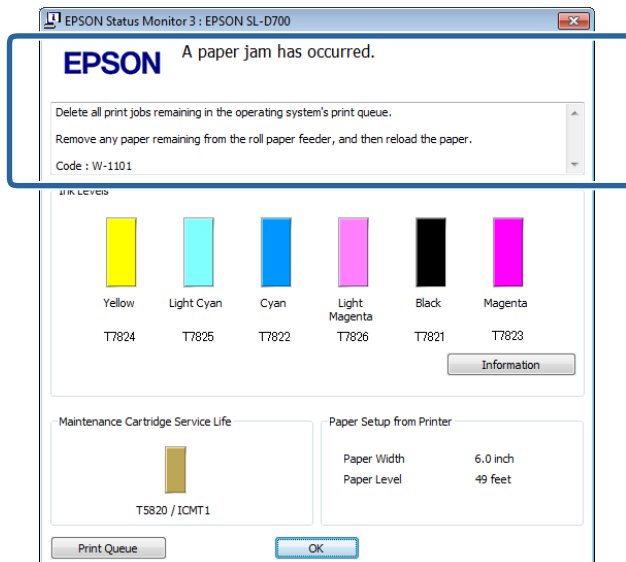 EPSON Status Monitor 3 : EPSON SL-D700
EPSON
A paper jam has occurred.
Delete all print jobs remaining in the operating system's print queue.
Remove any paper remaining from the roll paper feeder, and then reload the paper.
Code : W-1101
Ink Levels
Yellow Light Cyan Cyan Light Magenta Black Magenta
T7824 T7825 T7822 T7826 T7821 T7823
Information
Maintenance Cartridge Service Life
T5820 / ICMT1
Paper Setup from Printer
Paper Width 6.0 inch
Paper Level 49 feet
Print Queue OK